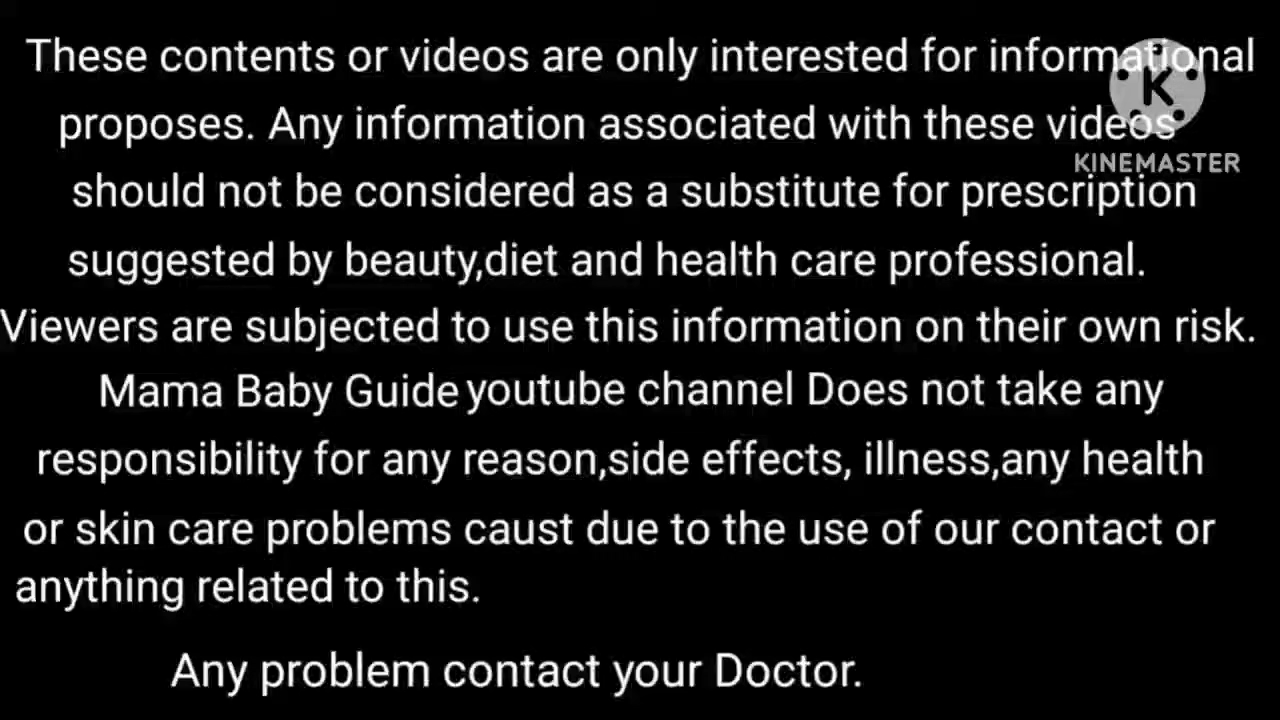 These contents or videos are only interested for informational
proposes. Any information associated with these videos
should not be considered as a substitute for prescription
suggested by beauty,diet and health care professional.
Viewers are subjected to use this information on their own risk.
Mama Baby Guide youtube channel Does not take any
responsibility for any reason,side effects, illness,any health
or skin care problems caust due to the use of our contact or
anything related to this.
Any problem contact your Doctor.
K
KINEMASTER